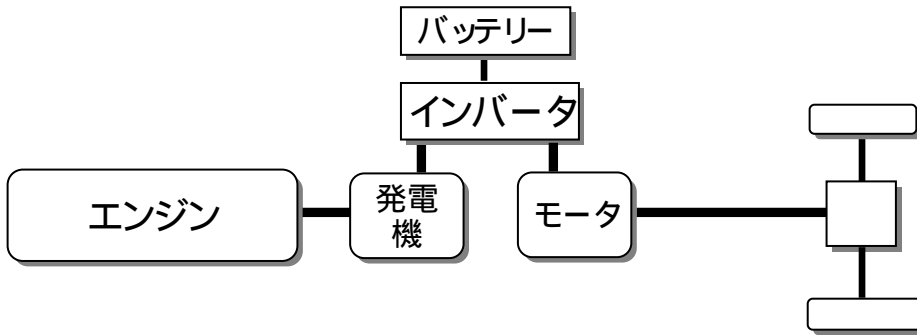 バッテリー
インバータ
エンジン
発電
機
モータ